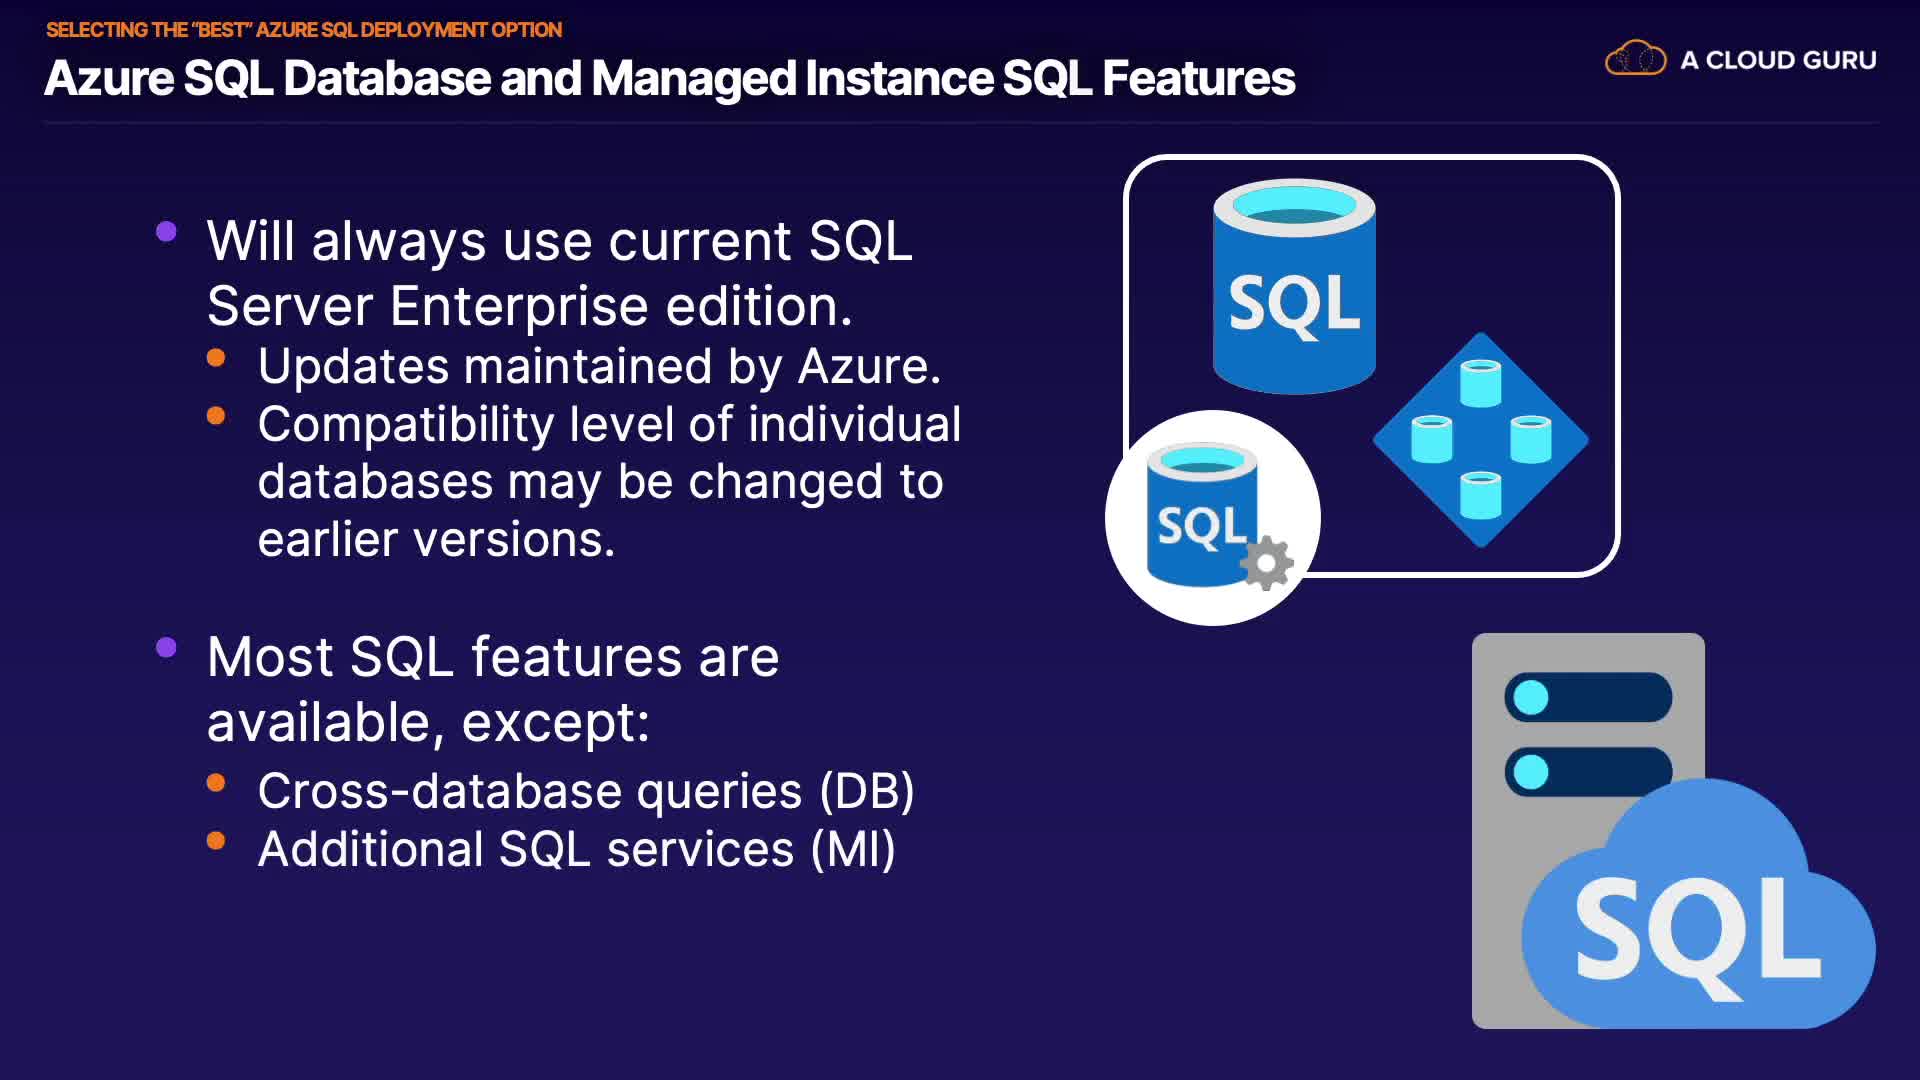 SELECTING THE “BEST” AZURE SQL DEPLOYMENT OPTION
Azure SQL Database and Managed Instance SQL Features
A CLOUD GURU
Will always use current SQL
Server Enterprise edition.
Updates maintained by Azure.
Compatibility level of individual
databases may be changed to
earlier versions.
Most SQL features are
available, except:
Cross-database queries (DB)
Additional SQL services (MI)
SQL
SQL
SQL